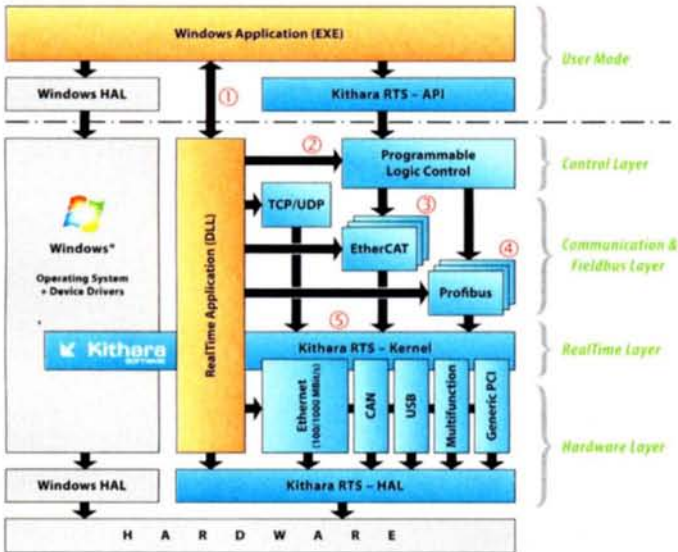 Windows Application (EXE)
User Mode
Windows HAL
①
Kithara RTS – API
②
Programmable
Logic Control
Control Layer
TCP/UDP
③
Windows®
RealTime Application (DLL)
EtherCAT
④
Communication &
Fieldbus Layer
Operating System
+ Device Drivers
Profibus
⑤
Kithara
SOFTWARE
Kithara RTS – Kernel
RealTime Layer
Ethernet
(100/1000 MBit/s)
CAN
USB
Multifunction
Generic PCI
Hardware Layer
Windows HAL
Kithara RTS – HAL
HARDWARE